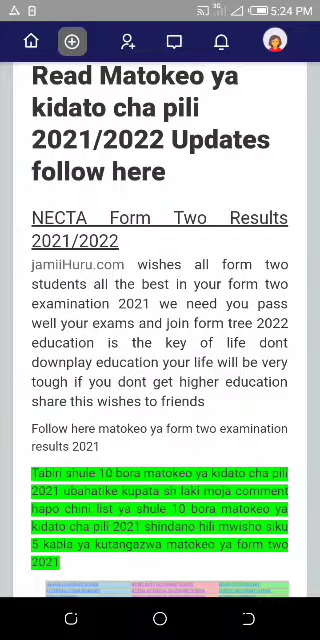 5:24 PM
Read Matokeo ya
kidato cha pili
2021/2022 Updates
follow here
NECTA Form Two Results
2021/2022
jamiiHuru.com wishes all form two
students all the best in your form two
examination 2021 we need you pass
well your exams and join form tree 2022
education is the key of life dont
downplay education your life will be very
tough if you dont get higher education
share this wishes to friends
Follow here matokeo ya form two examination
results 2021
Tabiri shule 10 bora matokeo ya kidato cha pili
2021 ubahatike kupata sh laki moja comment
hapo chini list ya shule 10 bora matokeo ya
kidato cha pili 2021 shindano hili mwisho siku
5 kabla ya kutangazwa matokeo ya form two
2021